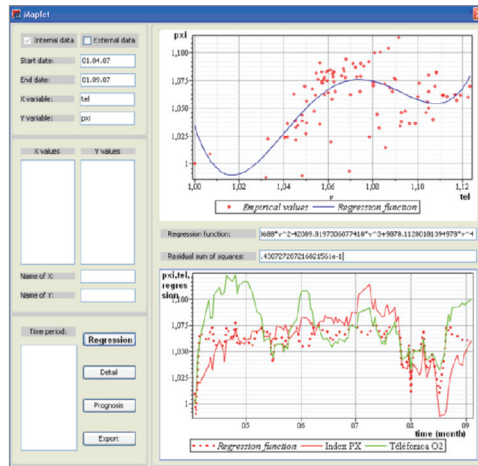 Maplet
Internal data External data
Start date: 01.04.07
End date: 01.09.07
X variable: tel
Y variable: pxi
X values Y values
Name of X:
Name of Y:
Time period:
Regression
Detail
Prognosis
Export
pxi
1,100
1,075
1,050
1,025
1
1,00 1,02 1,04 1,06 1,08 1,10 1,12
tel
Empirical values Regression function
Regression function:
Residual sum of squares:
pxi,tel,
regres
sion
1,100
1,075
1,050
1,025
1
05 06 07 08 09
time (month)
Regression function Index PX Téléfonica O2